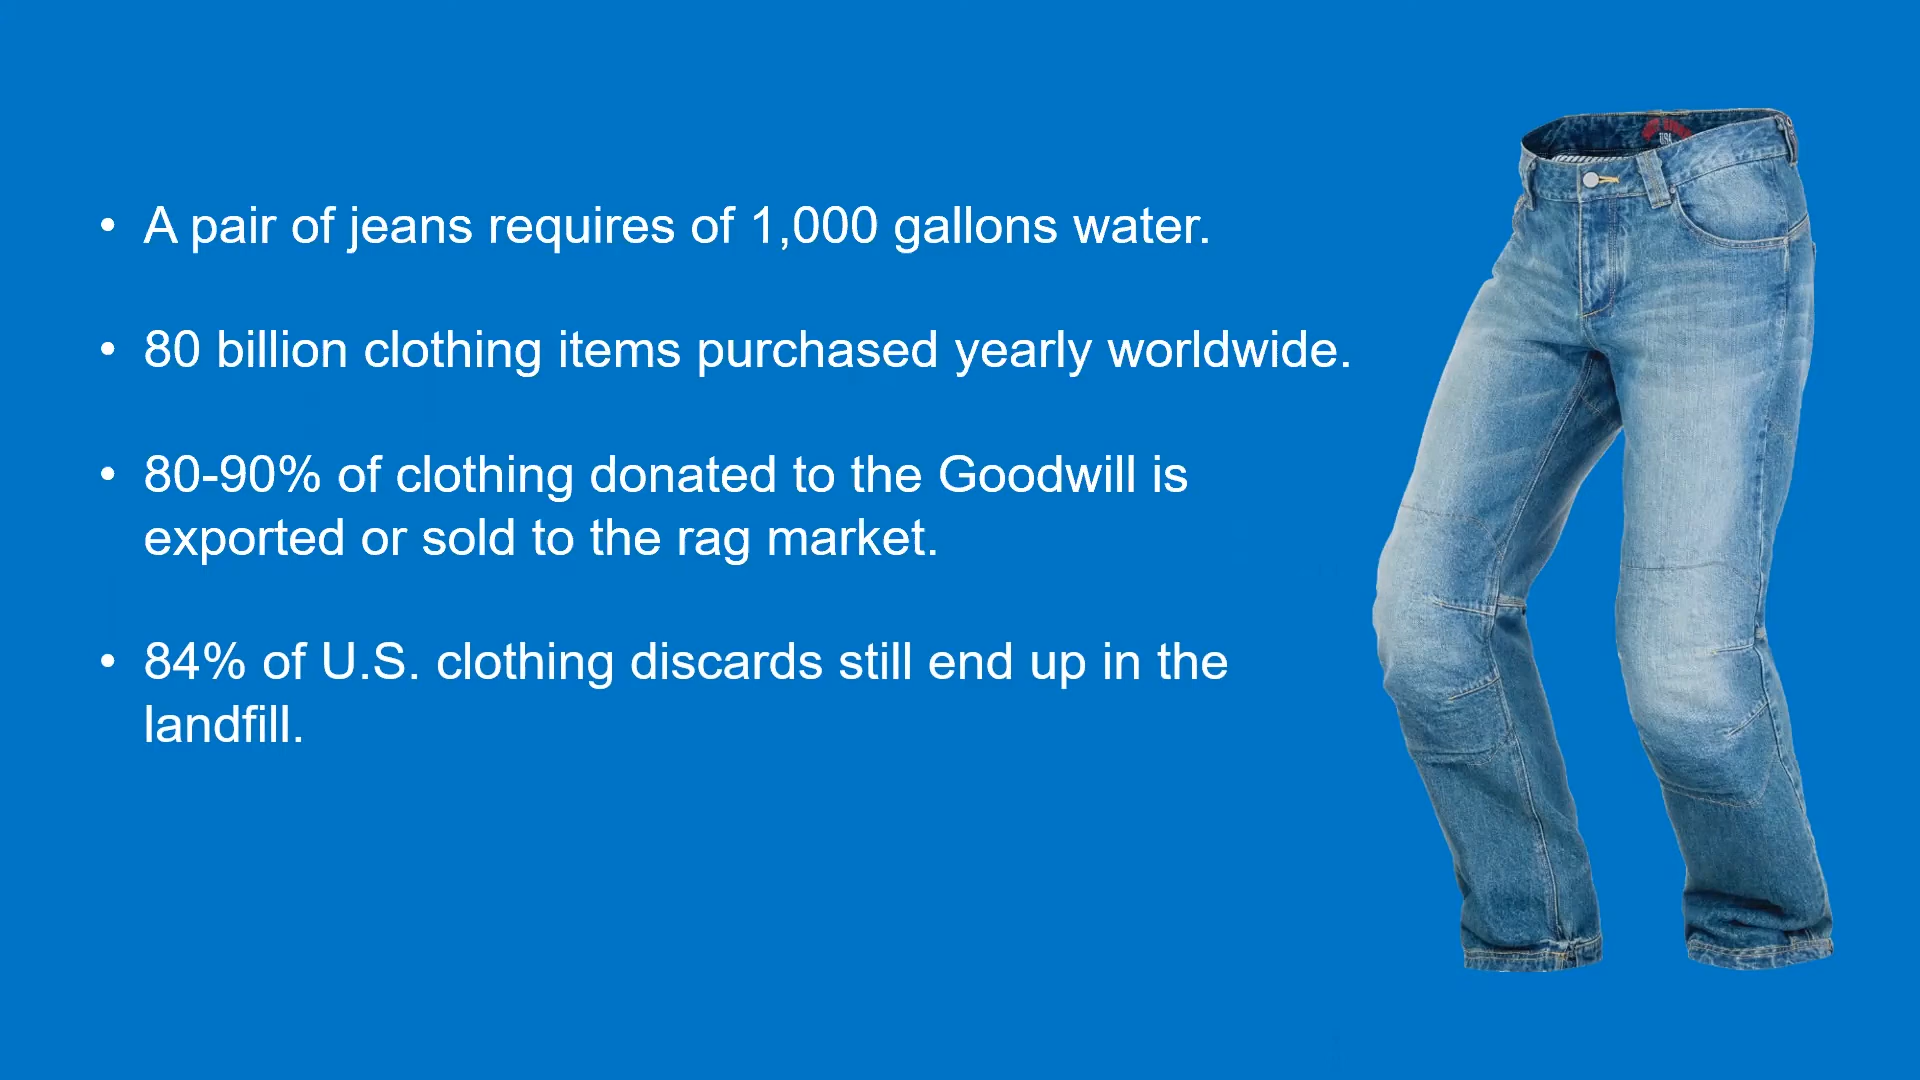 • A pair of jeans requires of 1,000 gallons water.
• 80 billion clothing items purchased yearly worldwide.
• 80-90% of clothing donated to the Goodwill is
exported or sold to the rag market.
• 84% of U.S. clothing discards still end up in the
landfill.
USA